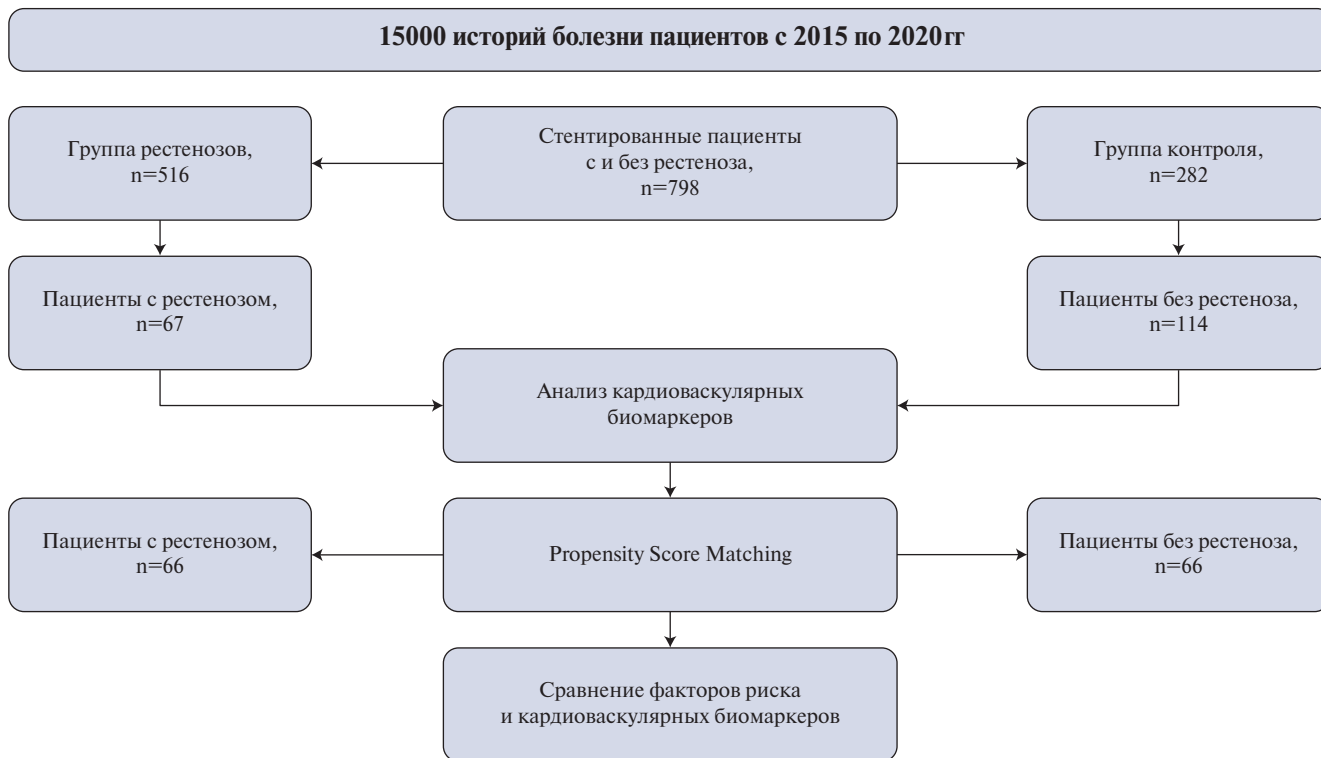 15000 историй болезни пациентов с 2015 по 2020 гг
Группа рестенозов,
n=516
Стентированные пациенты
с и без рестеноза,
n=798
Группа контроля,
n=282
Пациенты с рестенозом,
n=67
Пациенты без рестеноза,
n=114
Анализ кардиоваскулярных
биомаркеров
Пациенты с рестенозом,
n=66
Propensity Score Matching
Пациенты без рестеноза,
n=66
Сравнение факторов риска
и кардиоваскулярных биомаркеров